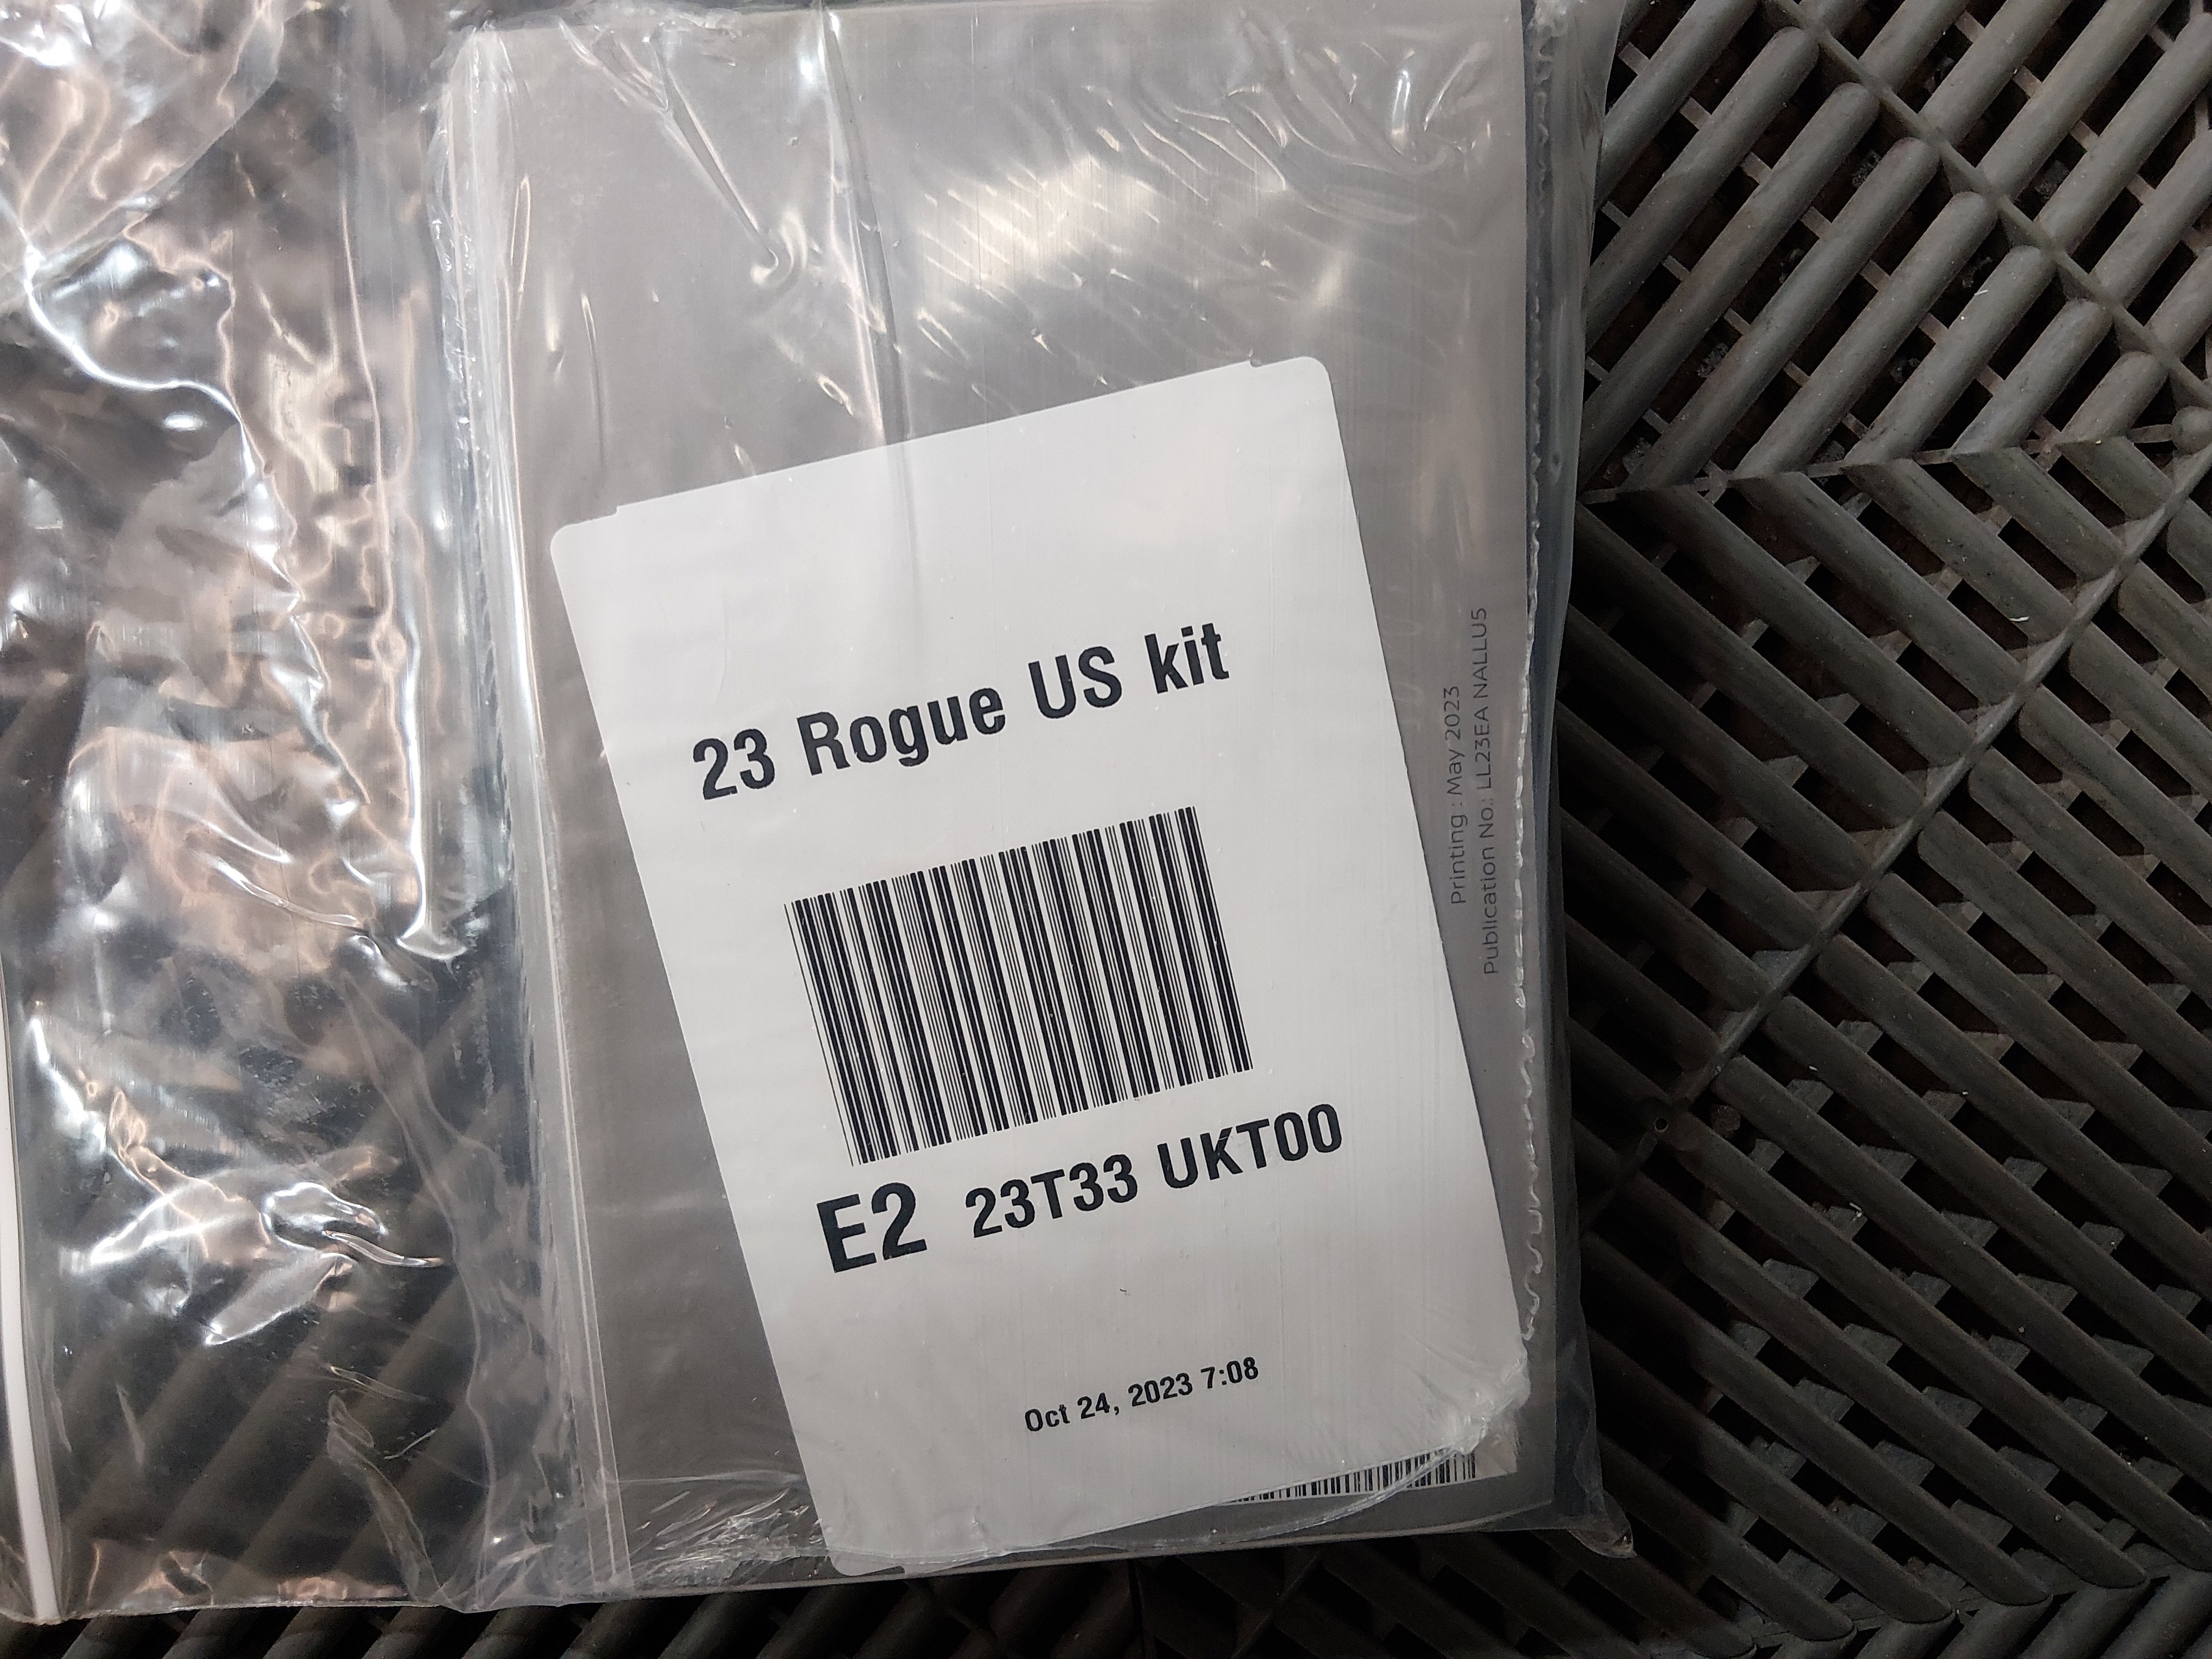 23 Rogue US kit
E2 23T33 UKT00
Oct 24, 2023 7:08
Printing : May 2023
Publication No.: LL23EA NALLU5